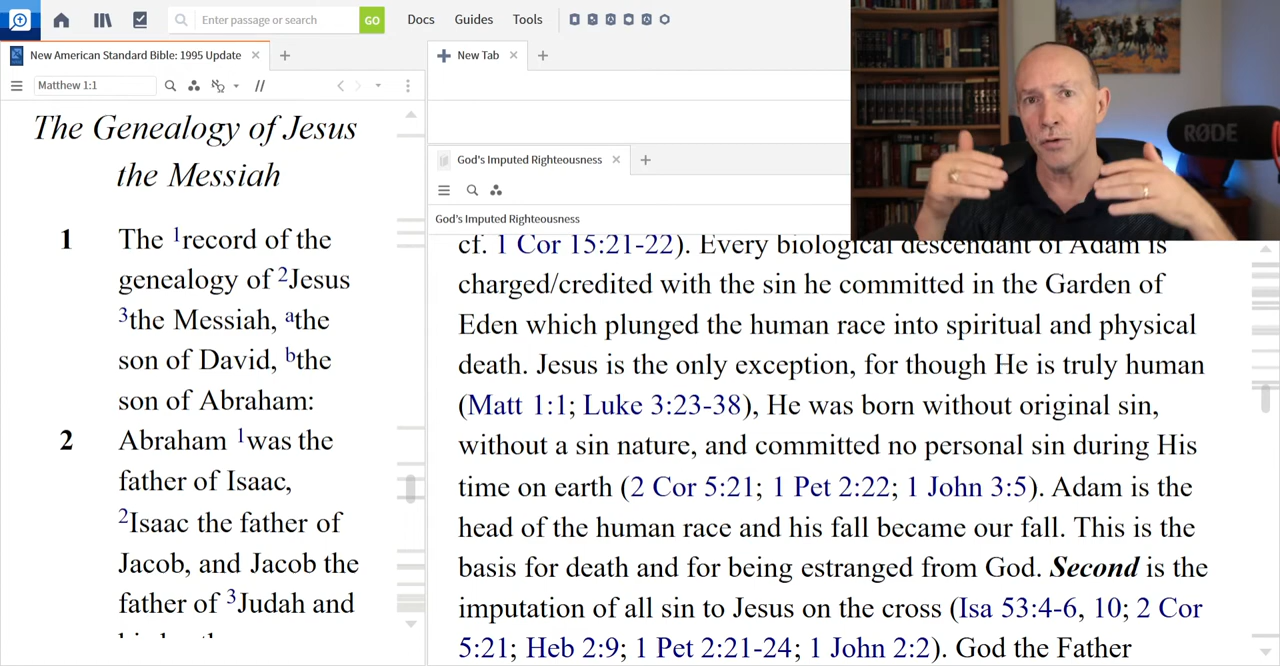 Enter passage or search
GO
Docs
Guides
Tools
New American Standard Bible: 1995 Update
Matthew 1:1
The Genealogy of Jesus
the Messiah
1 The 1record of the
genealogy of 2Jesus
3the Messiah, athe
son of David, bthe
son of Abraham:
2 Abraham 1was the
father of Isaac,
2Isaac the father of
Jacob, and Jacob the
father of 3Judah and
New Tab
God's Imputed Righteousness
God's Imputed Righteousness
cf. 1 Cor 15:21-22). Every biological descendant of Adam is
charged/credited with the sin he committed in the Garden of
Eden which plunged the human race into spiritual and physical
death. Jesus is the only exception, for though He is truly human
(Matt 1:1; Luke 3:23-38), He was born without original sin,
without a sin nature, and committed no personal sin during His
time on earth (2 Cor 5:21; 1 Pet 2:22; 1 John 3:5). Adam is the
head of the human race and his fall became our fall. This is the
basis for death and for being estranged from God. Second is the
imputation of all sin to Jesus on the cross (Isa 53:4-6, 10; 2 Cor
5:21; Heb 2:9; 1 Pet 2:21-24; 1 John 2:2). God the Father
RØDE